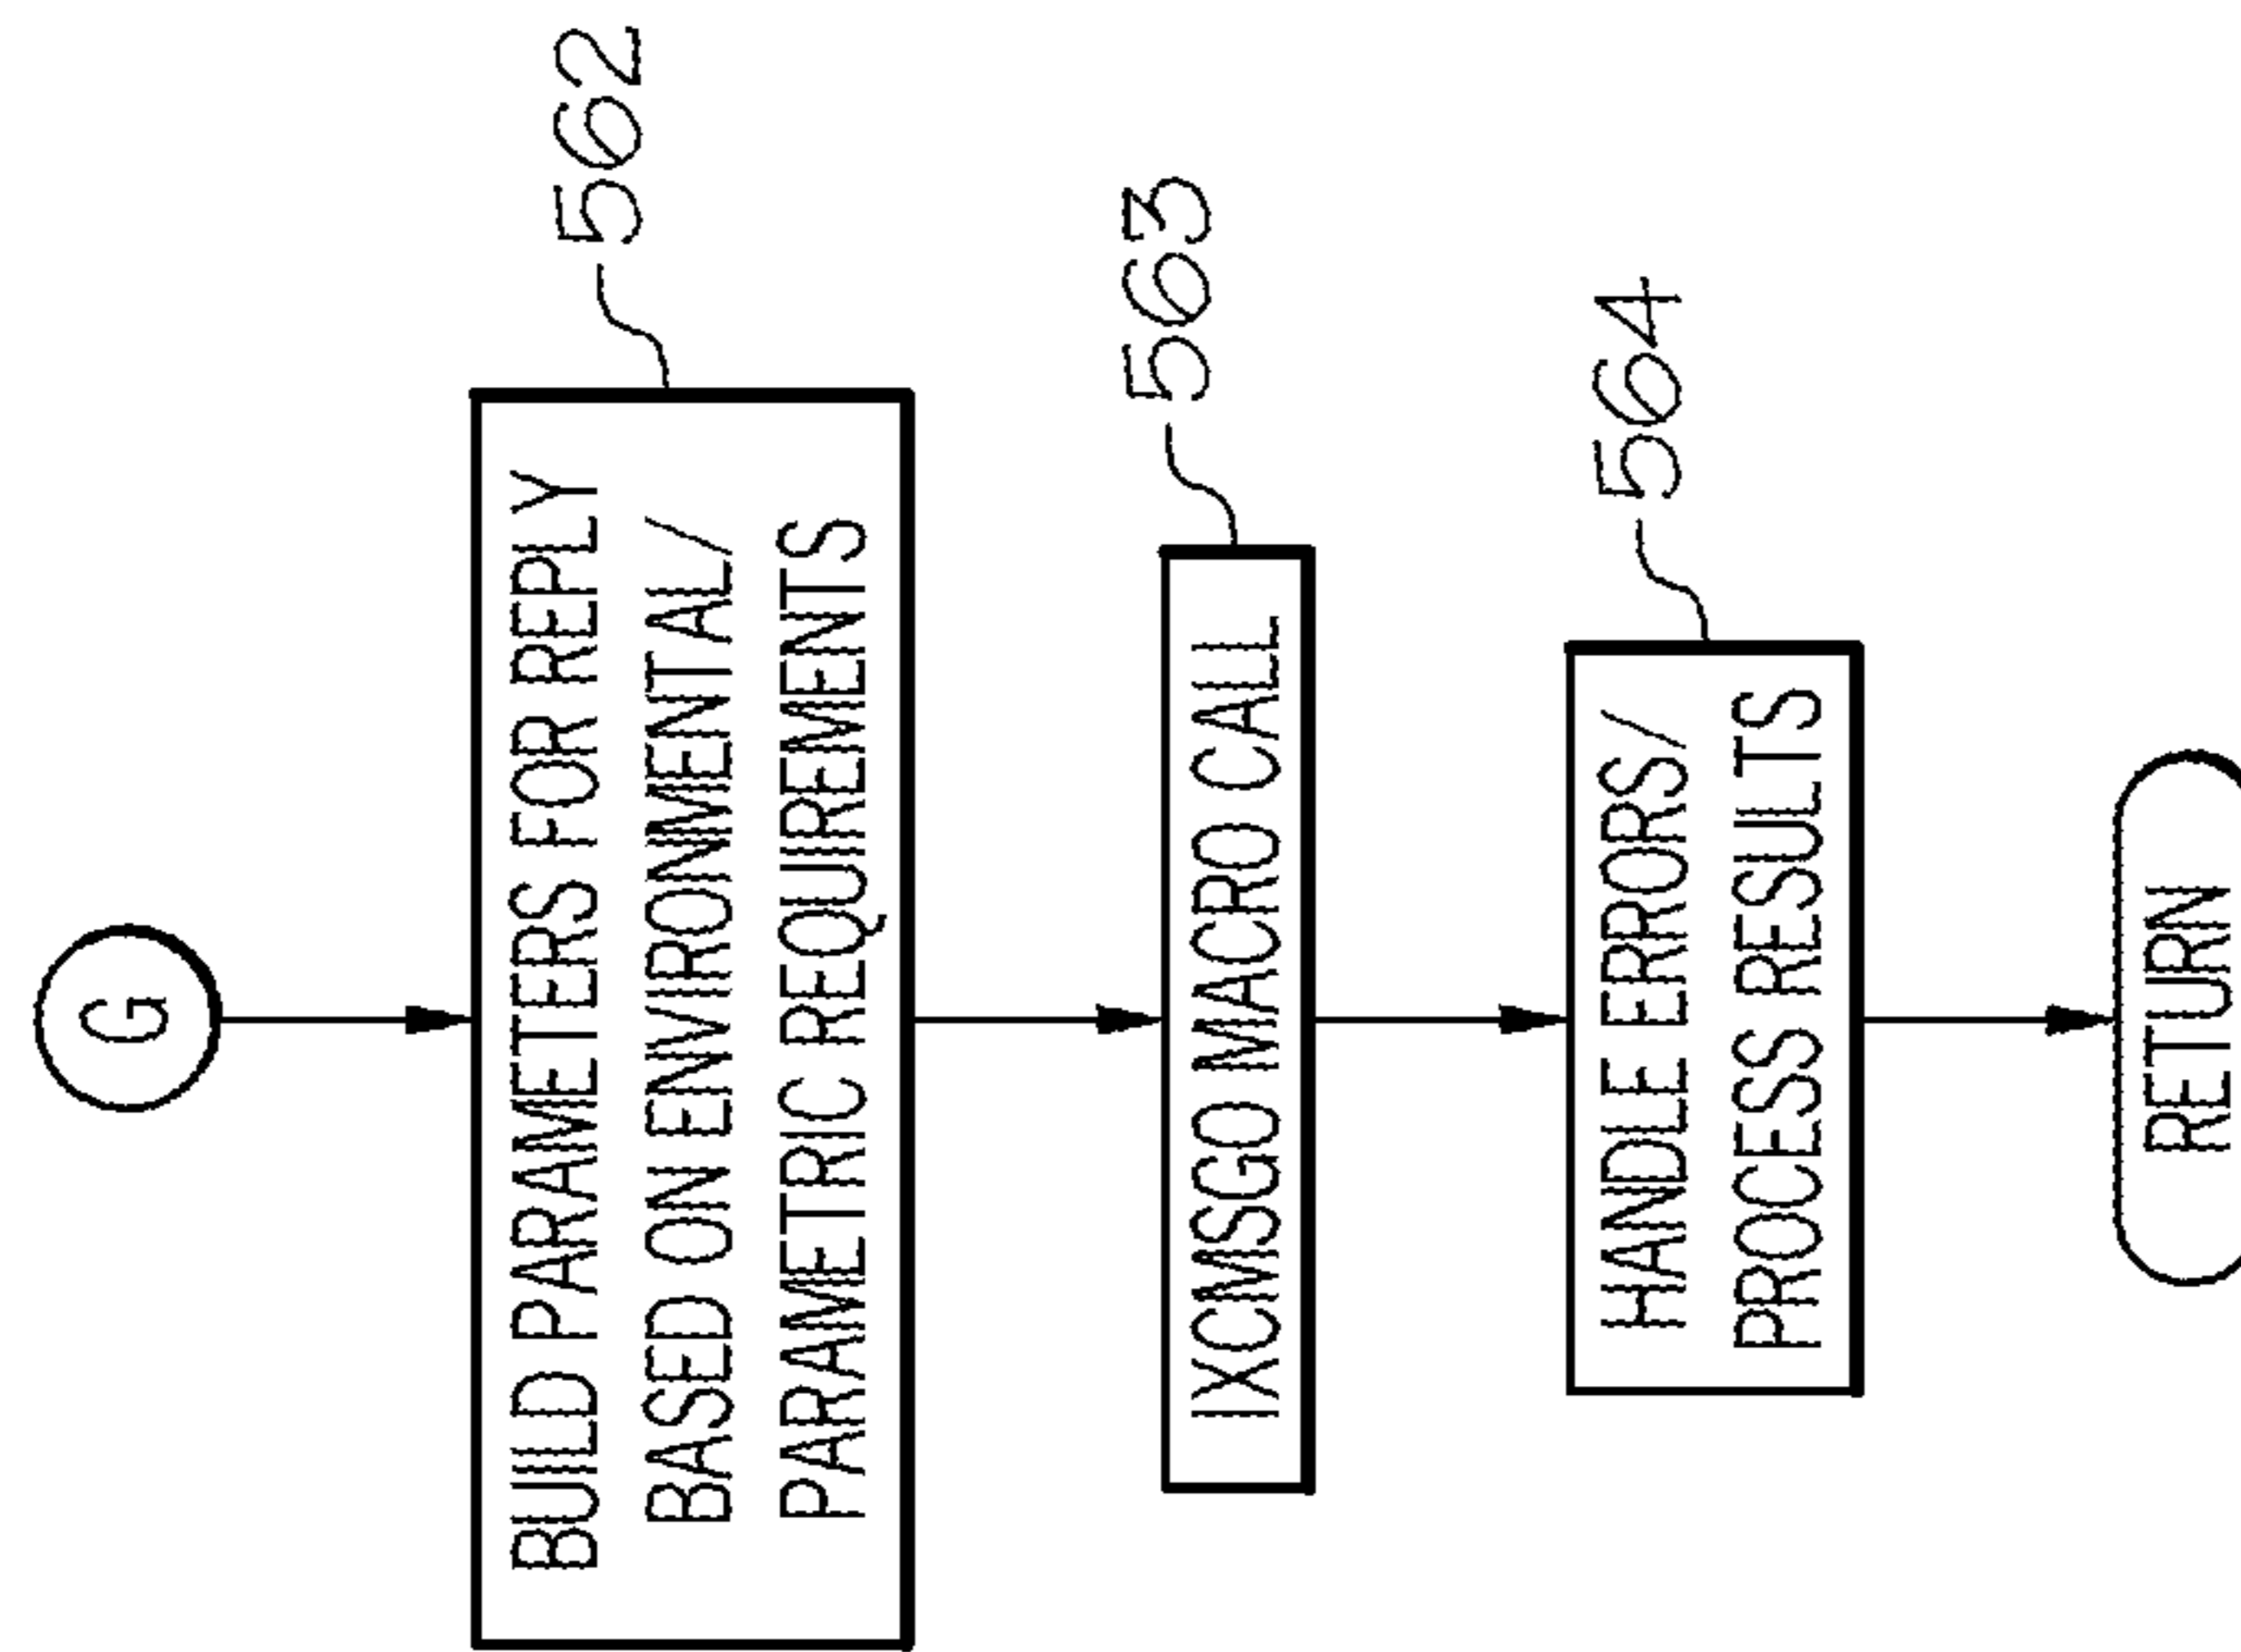 G
BUILD PARAMETERS FOR REPLY
BASED ON ENVIRONMENTAL/
PARAMETRIC REQUIREMENTS
562
IXCMSGO MACRO CALL
563
HANDLE ERRORS/
PROCESS RESULTS
564
RETURN